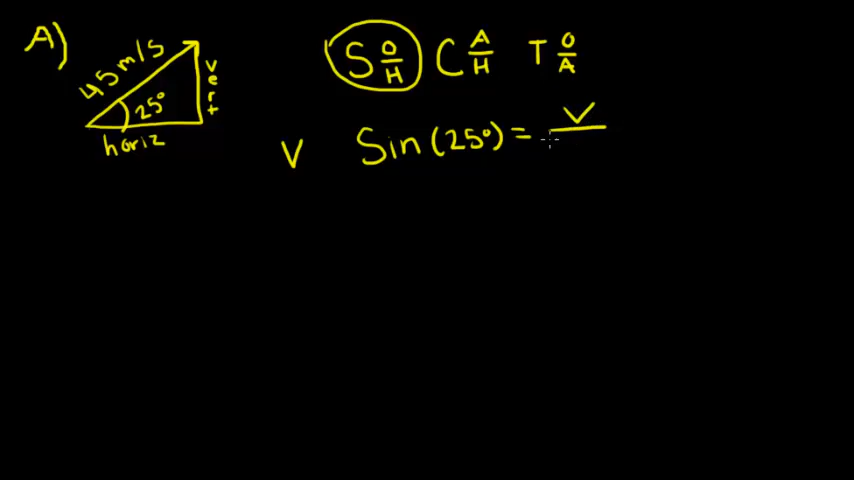 A)
45m/s
25°
vert
horiz
S O/H C A/H T O/A
V Sin (25°) = V